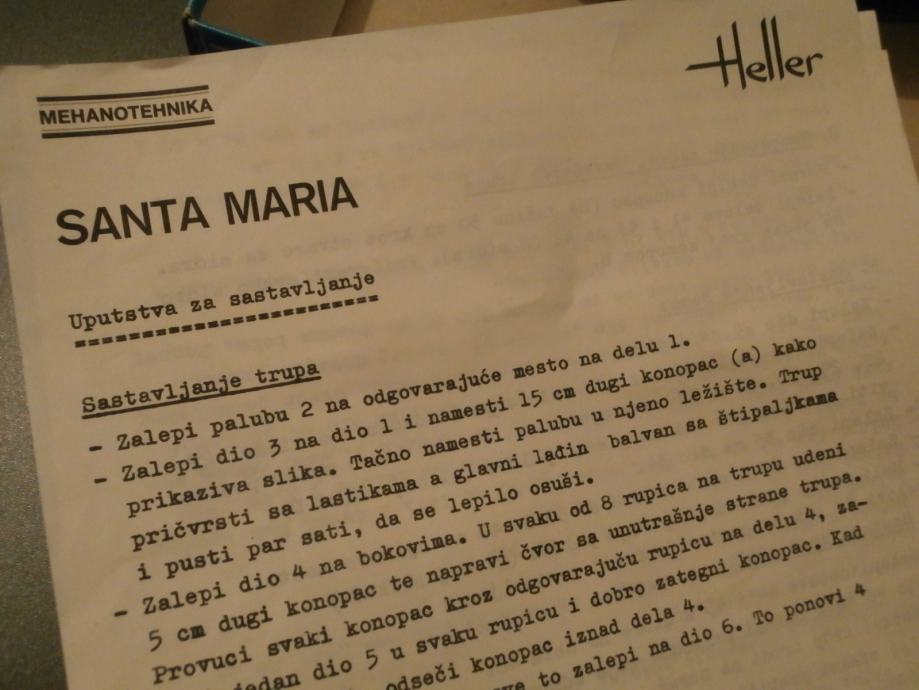 Heller
MEHANOTEHNIKA
SANTA MARIA
Uputstva za sastavljanje
Sastavljanje trupa
- Zalepi palubu 2 na odgovarajuće mesto na delu 1.
- Zalepi dio 3 na dio 1 i namesti 15 cm dugi konopac (a) kako
prikaziva slika. Tačno namesti palubu u njeno ležište. Trup
pričvrsti sa lastikama a glavni lađin balvan sa štipaljkama
i pusti par sati, da se lepilo osuši.
- Zalepi dio 4 na bokovima. U svaku od 8 rupica na trupu udeni
5 cm dugi konopac te napravi čvor sa unutrašnje strane trupa.
Provuci svaki konopac kroz odgovarajuču rupicu na delu 4, za-
dio 5 u svaku rupicu i dobro zategni konopac. Kad
odseči konopac iznad dela 4.
to zalepi na dio 6. To ponovi 4